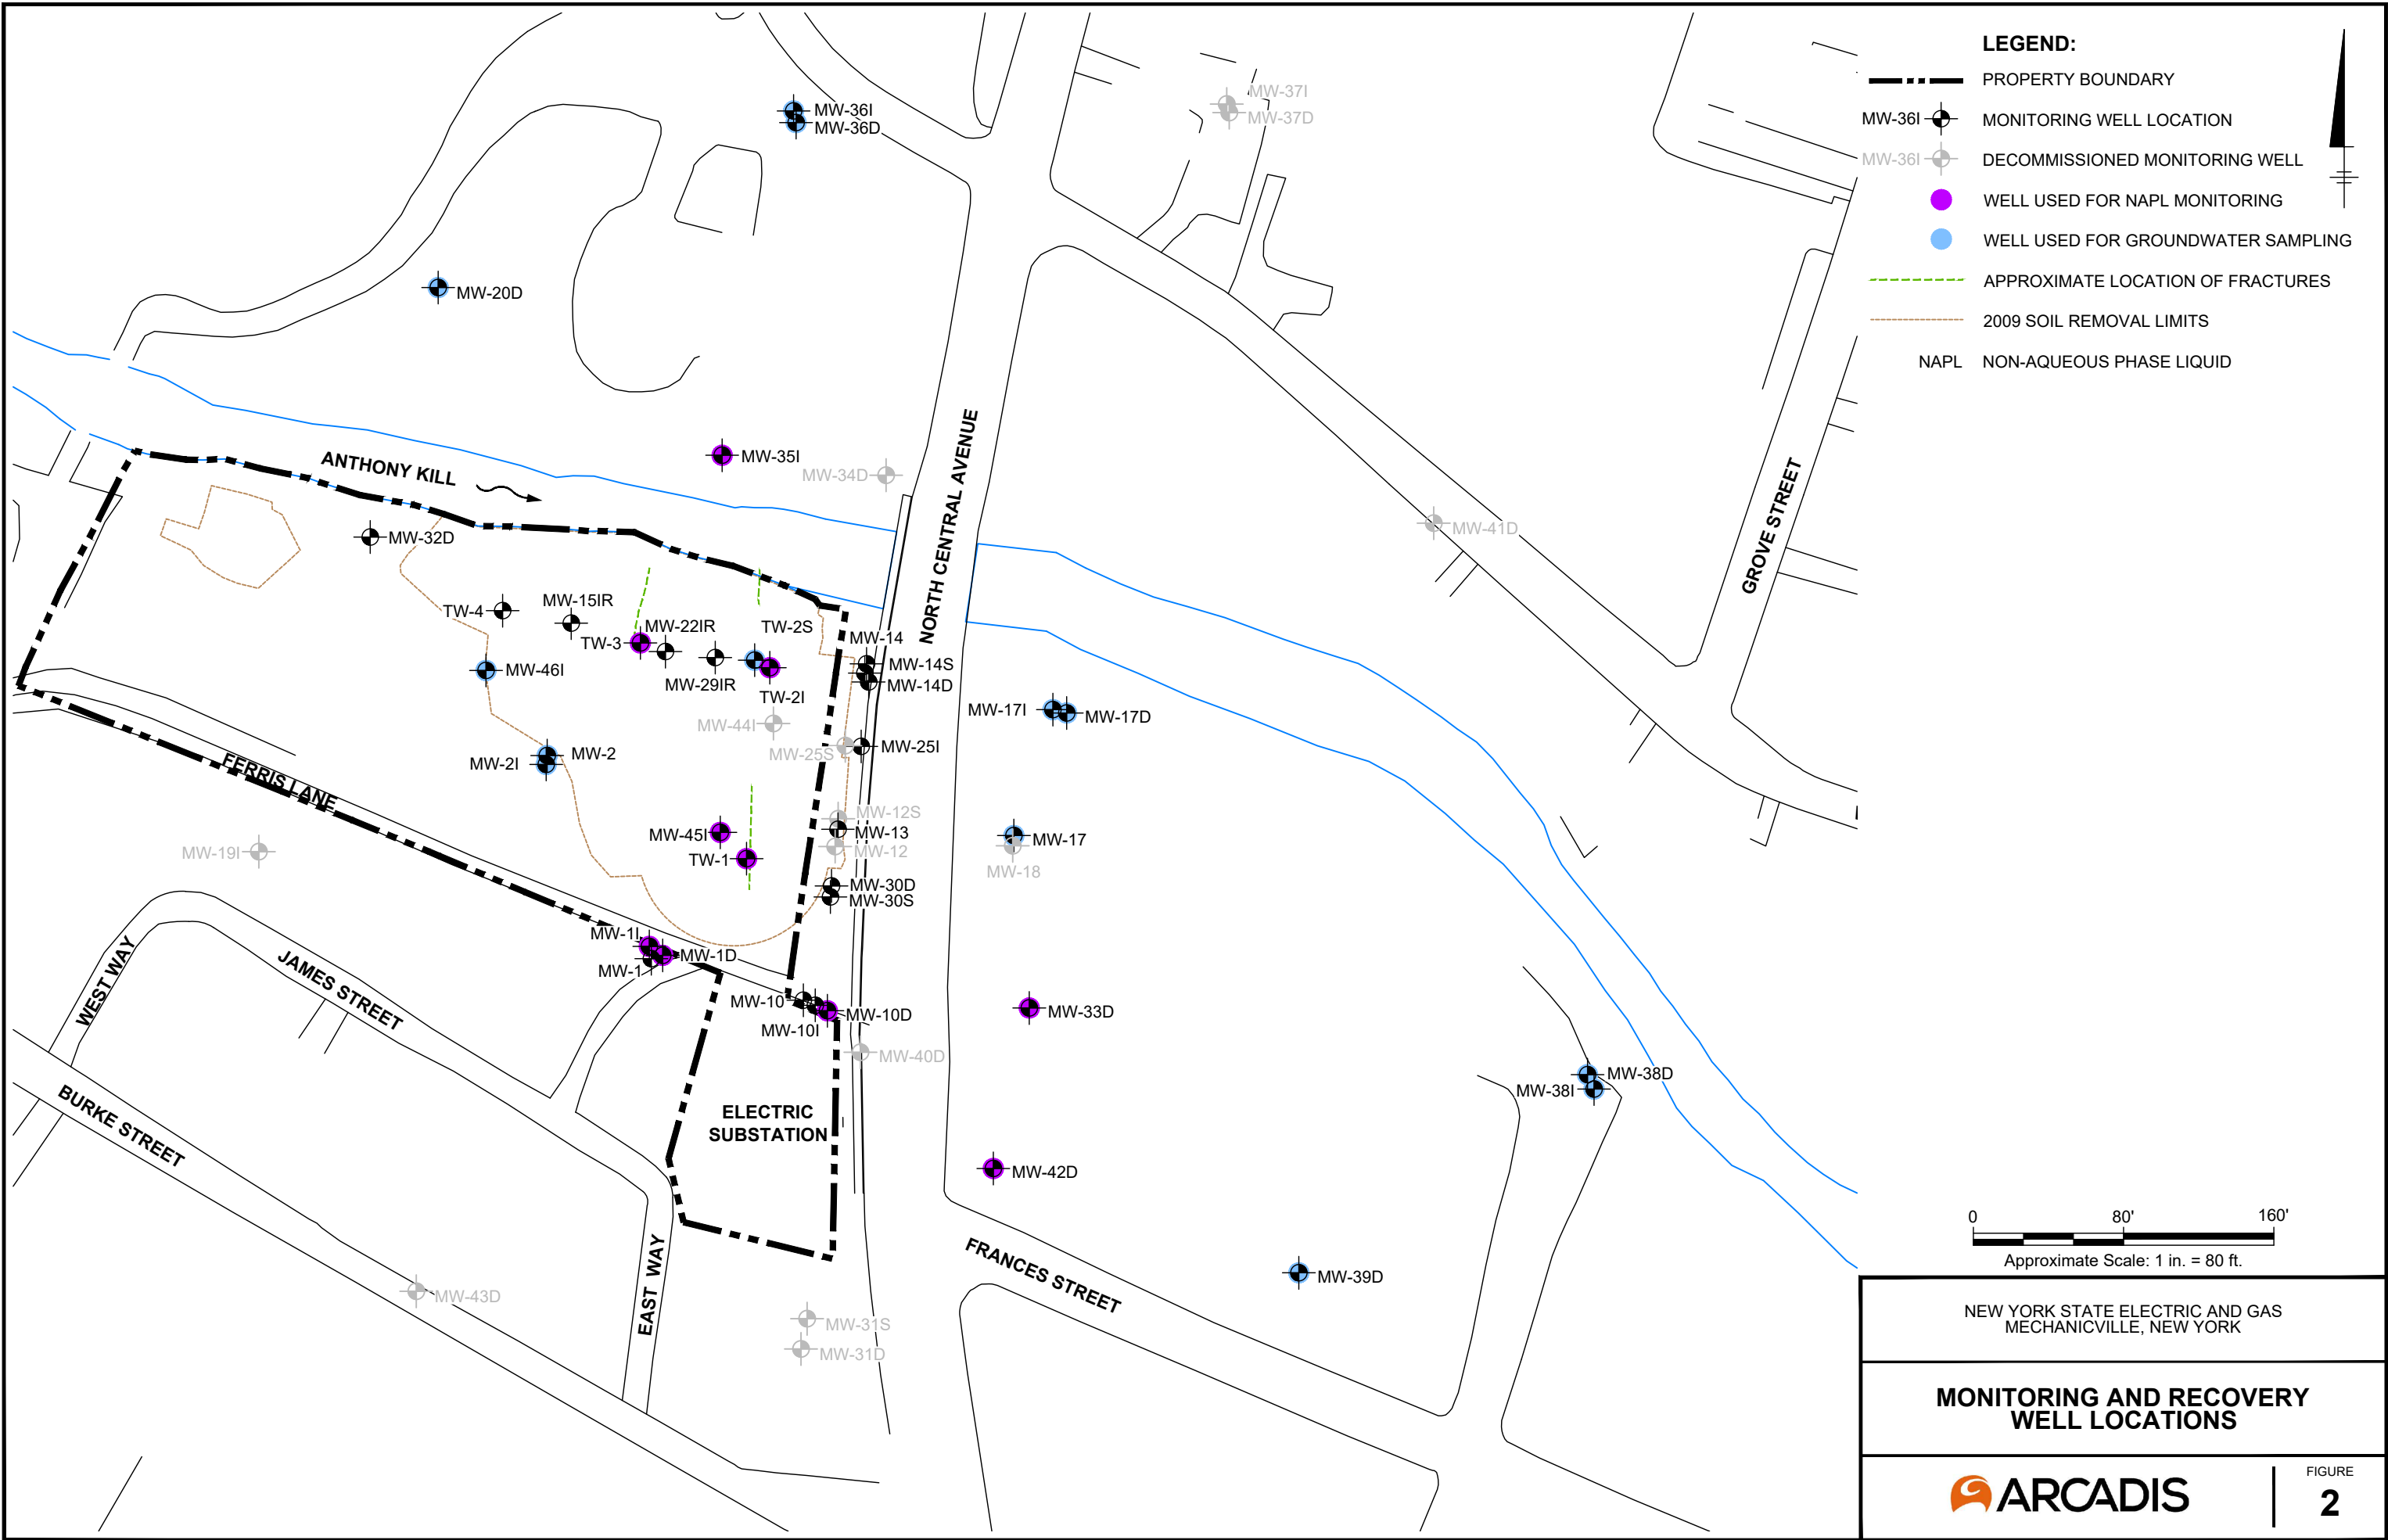 LEGEND:
PROPERTY BOUNDARY
MW-36I MONITORING WELL LOCATION
MW-36I DECOMMISSIONED MONITORING WELL
WELL USED FOR NAPL MONITORING
WELL USED FOR GROUNDWATER SAMPLING
APPROXIMATE LOCATION OF FRACTURES
2009 SOIL REMOVAL LIMITS
NAPL NON-AQUEOUS PHASE LIQUID
MW-37I
MW-36I
MW-37D
MW-36D
MW-20D
MW-35I
ANTHONY KILL
MW-34D
NORTH CENTRAL AVENUE
GROVE STREET
MW-41D
MW-32D
MW-15IR
TW-4
MW-22IR
TW-2S
TW-3
MW-14
MW-14S
MW-46I
MW-29IR
MW-14D
TW-2I
MW-17I
MW-17D
MW-44I
MW-25I
MW-25S
MW-2
MW-2I
FERRIS LANE
MW-12S
MW-45I
MW-13
MW-17
MW-19I
MW-12
TW-1
MW-18
MW-30D
MW-30S
MW-1I
MW-1D
MW-1
WEST WAY
JAMES STREET
MW-10
MW-10D
MW-10I
MW-33D
MW-40D
MW-38D
MW-38I
BURKE STREET
ELECTRIC
SUBSTATION
MW-42D
EAST WAY
FRANCES STREET
MW-39D
MW-43D
MW-31S
MW-31D
0 80' 160'
Approximate Scale: 1 in. = 80 ft.
NEW YORK STATE ELECTRIC AND GAS
MECHANICVILLE, NEW YORK
MONITORING AND RECOVERY
WELL LOCATIONS
ARCADIS
FIGURE
2